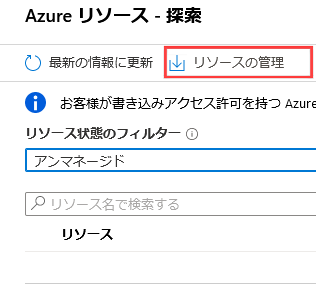 Azure リソース - 探索
最新の情報に更新 リソースの管理
お客様が書き込みアクセス許可を持つ Azure
リソース状態のフィルター
アンマネージド
リソース名で検索する
リソース